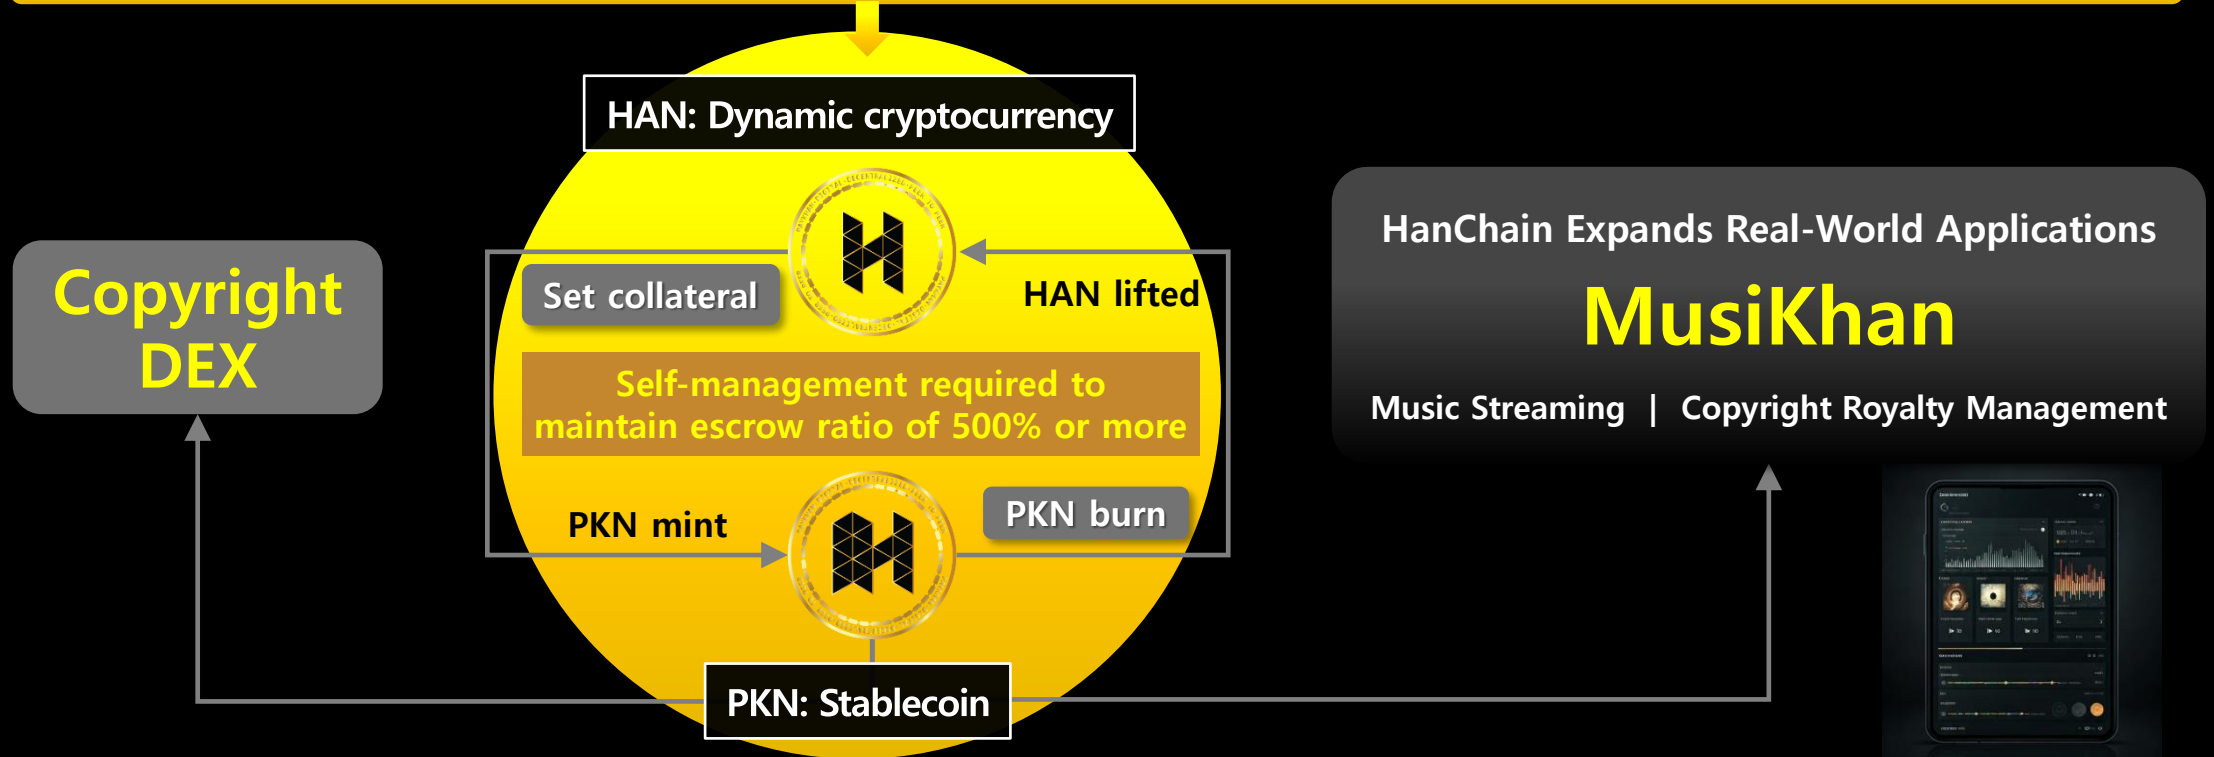 HAN: Dynamic cryptocurrency
Set collateral
HAN lifted
Self-management required to
maintain escrow ratio of 500% or more
PKN mint
PKN burn
PKN: Stablecoin
Copyright
DEX
HanChain Expands Real-World Applications
MusiKhan
Music Streaming | Copyright Royalty Management